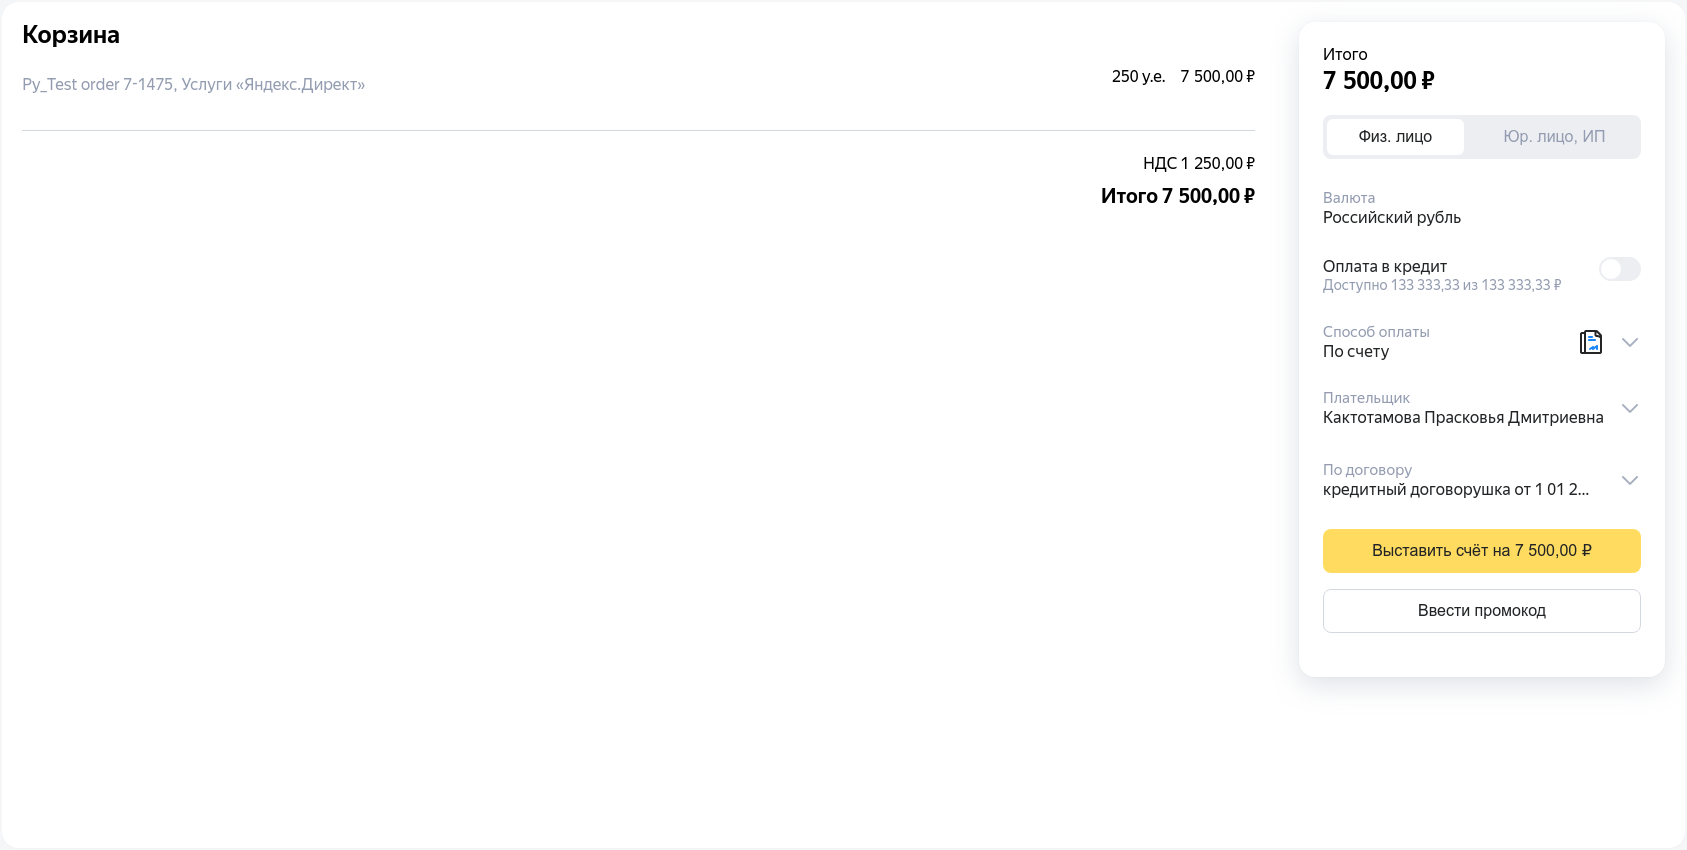 Корзина
Py_Test order 7-1475, Услуги «Яндекс.Директ»
250 у.е. 7 500,00 ₽
НДС 1 250,00 ₽
Итого 7 500,00 ₽
Итого
7 500,00 ₽
Физ. лицо
Юр. лицо, ИП
Валюта
Российский рубль
Оплата в кредит
Доступно 133 333,33 из 133 333,33 ₽
Способ оплаты
По счету
Плательщик
Кактотамова Прасковья Дмитриевна
По договору
кредитный договорушка от 1 01 2...
Выставить счёт на 7 500,00 ₽
Ввести промокод